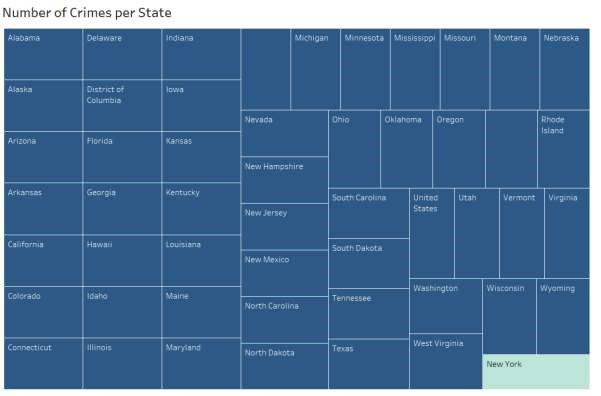 Number of Crimes per State
Alabama
Delaware
Indiana
Michigan
Minnesota
Mississippi
Missouri
Montana
Nebraska
Alaska
District of
Columbia
Iowa
Nevada
Ohio
Oklahoma
Oregon
Rhode
Island
Arizona
Florida
Kansas
New Hampshire
Arkansas
Georgia
Kentucky
South Carolina
United
States
Utah
Vermont
Virginia
New Jersey
California
Hawaii
Louisiana
South Dakota
New Mexico
Colorado
Idaho
Maine
Tennessee
Washington
Wisconsin
Wyoming
North Carolina
Connecticut
Illinois
Maryland
North Dakota
Texas
West Virginia
New York